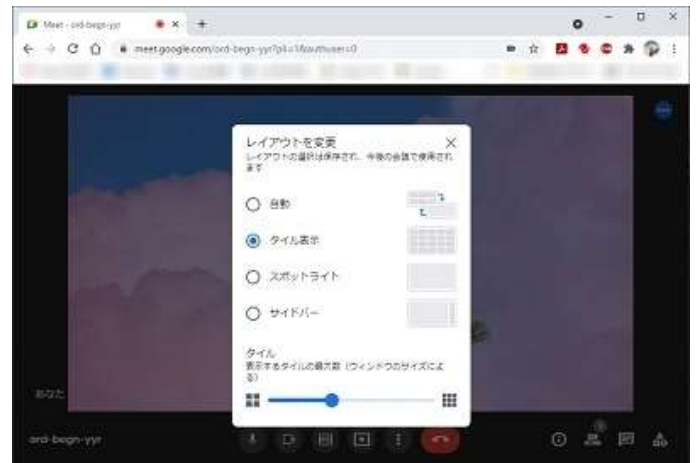 Meet - ord-begn-yyr
meet.google.com/ord-begn-yyr?pli=1&authuser=0
レイアウトを変更
レイアウトの選択は保存され、今後の会議で使用され
ます
自動
タイル表示
スポットライト
サイドバー
タイル
表示するタイルの最大数（ウィンドウのサイズによ
る）
あなた
ord-begn-yyr